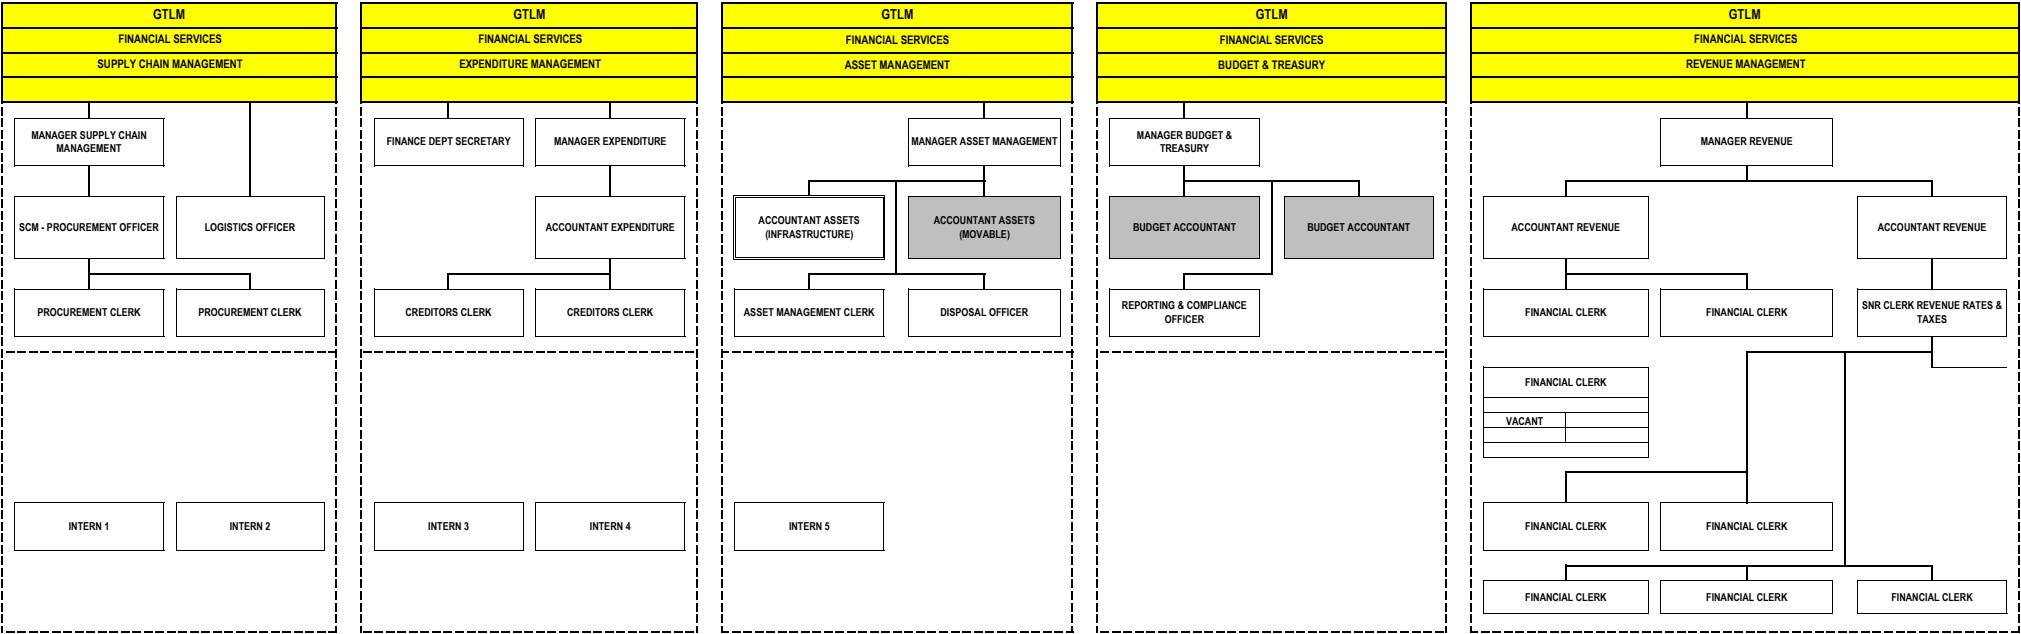 GTLM
FINANCIAL SERVICES
SUPPLY CHAIN MANAGEMENT
MANAGER SUPPLY CHAIN
MANAGEMENT
SCM - PROCUREMENT OFFICER
LOGISTICS OFFICER
PROCUREMENT CLERK
PROCUREMENT CLERK
INTERN 1
INTERN 2
GTLM
FINANCIAL SERVICES
EXPENDITURE MANAGEMENT
FINANCE DEPT SECRETARY
MANAGER EXPENDITURE
ACCOUNTANT EXPENDITURE
CREDITORS CLERK
CREDITORS CLERK
INTERN 3
INTERN 4
GTLM
FINANCIAL SERVICES
ASSET MANAGEMENT
MANAGER ASSET MANAGEMENT
ACCOUNTANT ASSETS
(INFRASTRUCTURE)
ACCOUNTANT ASSETS
(MOVABLE)
ASSET MANAGEMENT CLERK
DISPOSAL OFFICER
INTERN 5
GTLM
FINANCIAL SERVICES
BUDGET & TREASURY
MANAGER BUDGET &
TREASURY
BUDGET ACCOUNTANT
BUDGET ACCOUNTANT
REPORTING & COMPLIANCE
OFFICER
GTLM
FINANCIAL SERVICES
REVENUE MANAGEMENT
MANAGER REVENUE
ACCOUNTANT REVENUE
ACCOUNTANT REVENUE
FINANCIAL CLERK
FINANCIAL CLERK
SNR CLERK REVENUE RATES &
TAXES
FINANCIAL CLERK
VACANT
FINANCIAL CLERK
FINANCIAL CLERK
FINANCIAL CLERK
FINANCIAL CLERK
FINANCIAL CLERK